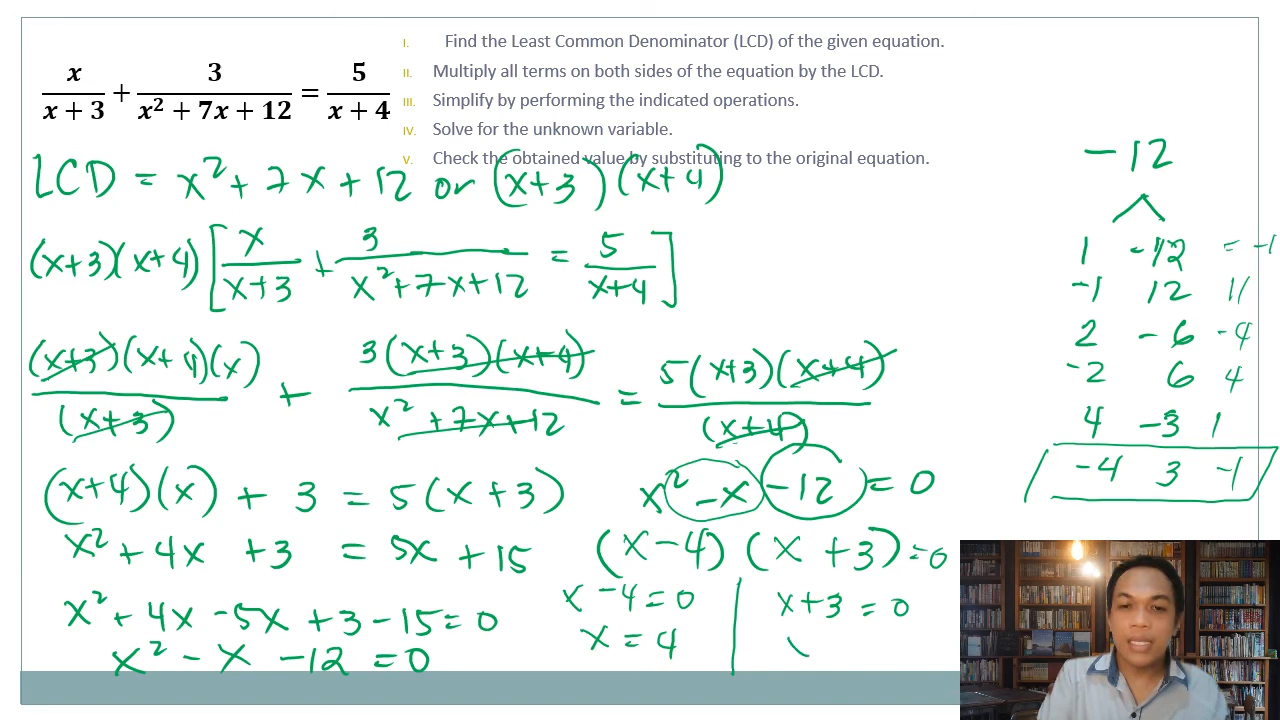 x/(x + 3) + 3/(x² + 7x + 12) = 5/(x + 4)
I. Find the Least Common Denominator (LCD) of the given equation.
II. Multiply all terms on both sides of the equation by the LCD.
III. Simplify by performing the indicated operations.
IV. Solve for the unknown variable.
V. Check the obtained value by substituting to the original equation.
LCD = x² + 7x + 12 or (x+3)(x+4)
(x+3)(x+4) [x/(x+3) + 3/(x²+7x+12) = 5/(x+4)]
(x+3)(x+4)(x)/(x+3) + 3(x+3)(x+4)/(x²+7x+12) = 5(x+3)(x+4)/(x+4)
(x+4)(x) + 3 = 5(x+3)
x² + 4x + 3 = 5x + 15
x² + 4x - 5x + 3 - 15 = 0
x² - x - 12 = 0
x² - x - 12 = 0
(x-4)(x+3) = 0
x - 4 = 0
x = 4
x + 3 = 0
-12
1 -12 = -1
-1 12 11
2 -6 -4
-2 6 4
4 -3 1
-4 3 -1